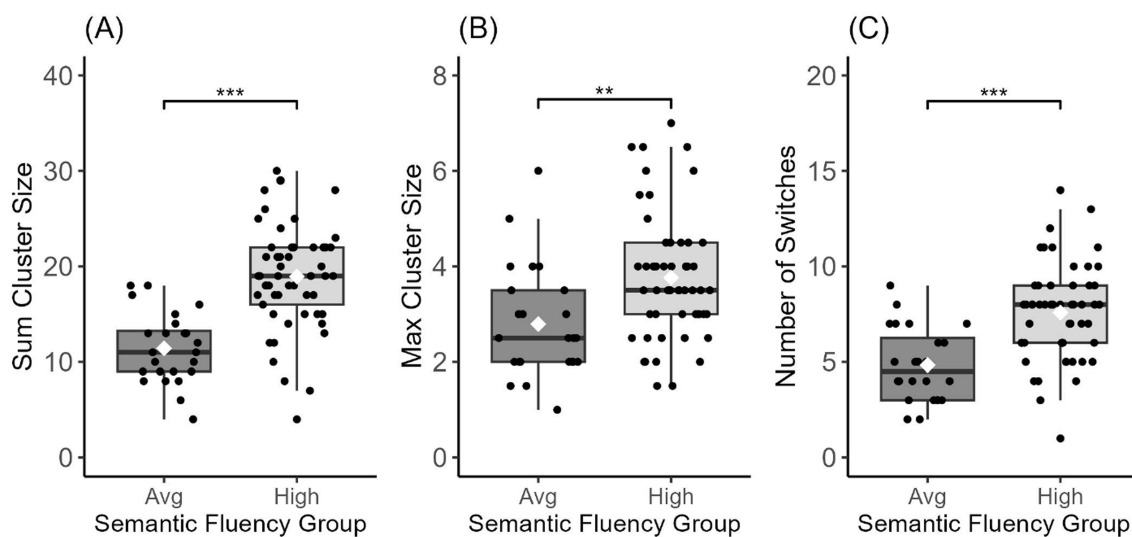 (A)
Sum Cluster Size
40
30
20
10
0
***
Avg
High
Semantic Fluency Group
(B)
Max Cluster Size
8
6
4
2
0
**
Avg
High
Semantic Fluency Group
(C)
Number of Switches
20
15
10
5
0
***
Avg
High
Semantic Fluency Group